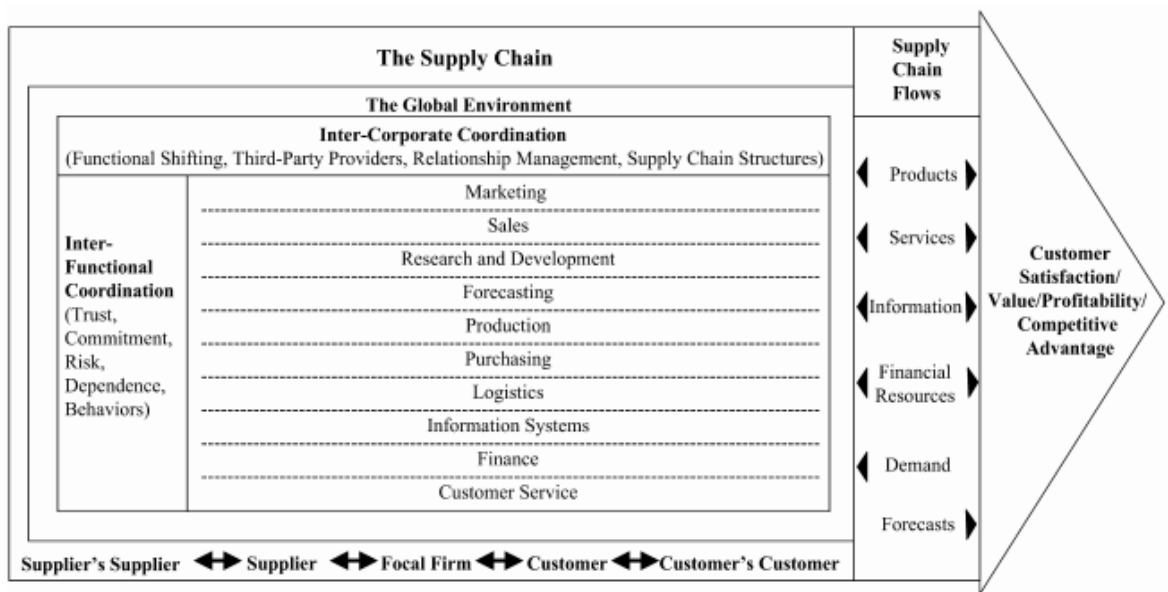 The Supply Chain
The Global Environment
Inter-Corporate Coordination
(Functional Shifting, Third-Party Providers, Relationship Management, Supply Chain Structures)
Inter-
Functional
Coordination
(Trust,
Commitment,
Risk,
Dependence,
Behaviors)
Marketing
Sales
Research and Development
Forecasting
Production
Purchasing
Logistics
Information Systems
Finance
Customer Service
Supplier's Supplier Supplier Focal Firm Customer Customer's Customer
Supply
Chain
Flows
Products
Services
Information
Financial
Resources
Demand
Forecasts
Customer
Satisfaction/
Value/Profitability/
Competitive
Advantage